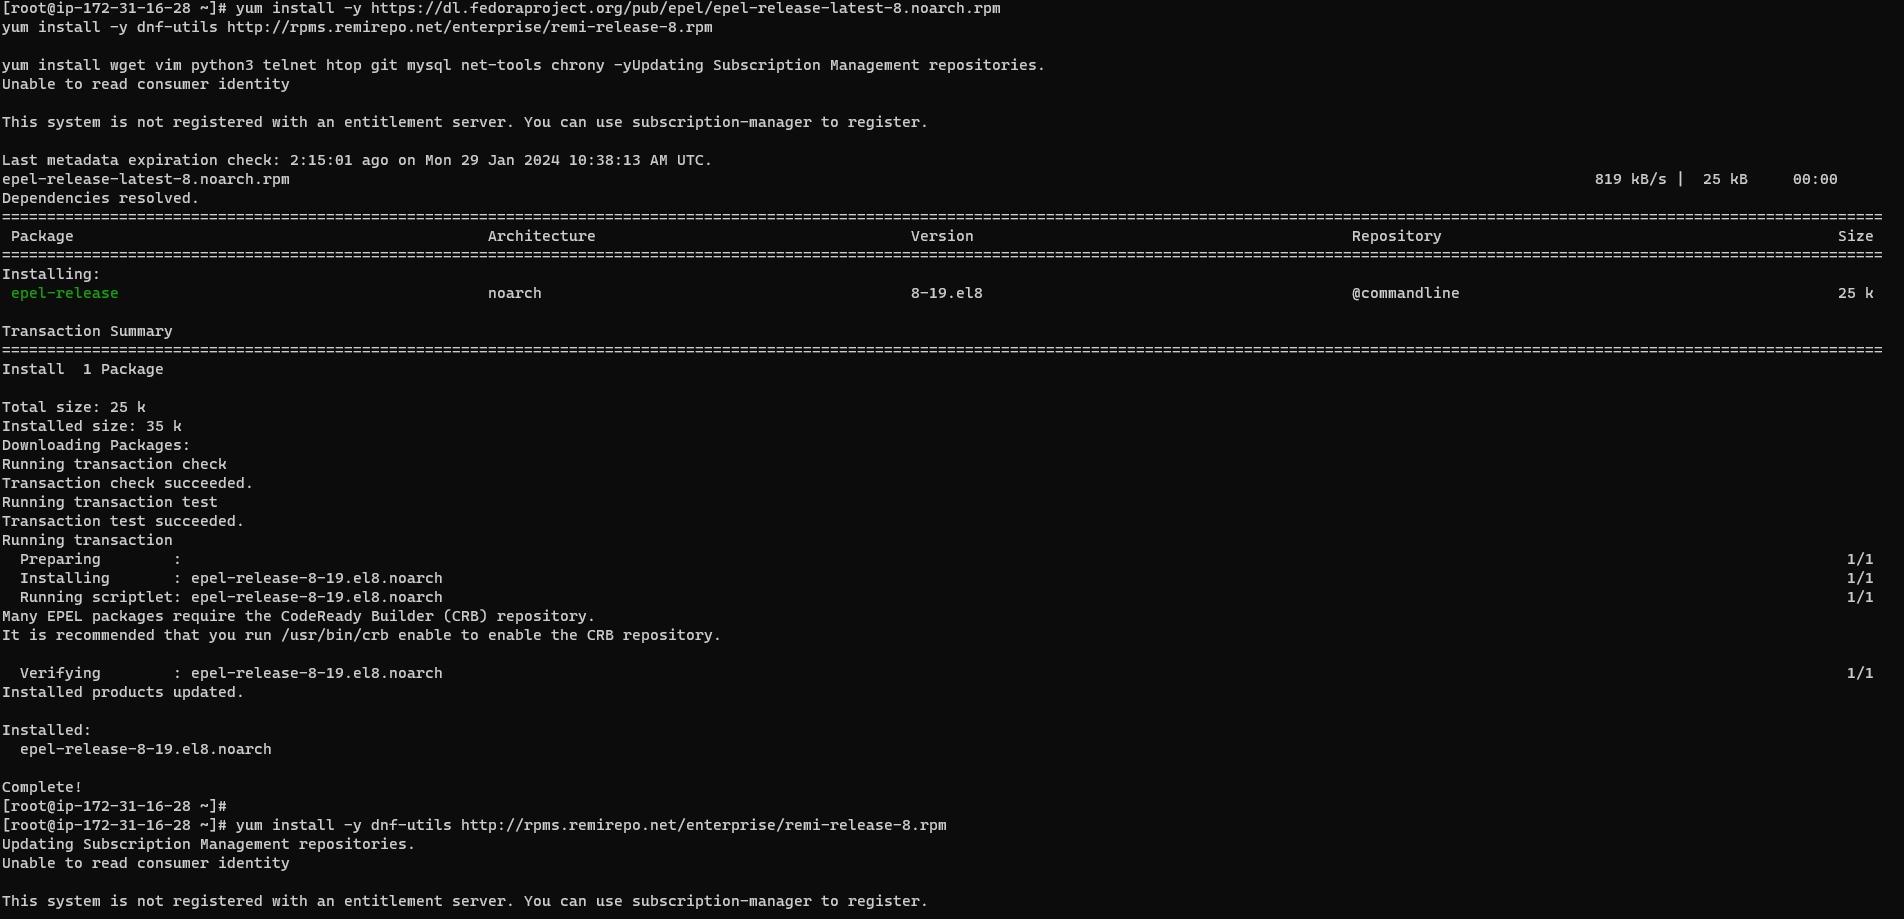 [root@ip-172-31-16-28 ~]# yum install -y https://dl.fedoraproject.org/pub/epel/epel-release-latest-8.noarch.rpm
yum install -y dnf-utils http://rpms.remirepo.net/enterprise/remi-release-8.rpm
yum install wget vim python3 telnet htop git mysql net-tools chrony -yUpdating Subscription Management repositories.
Unable to read consumer identity
This system is not registered with an entitlement server. You can use subscription-manager to register.
Last metadata expiration check: 2:15:01 ago on Mon 29 Jan 2024 10:38:13 AM UTC.
epel-release-latest-8.noarch.rpm 819 kB/s | 25 kB 00:00
Dependencies resolved.
Package Architecture Version Repository Size
Installing:
epel-release noarch 8-19.el8 @commandline 25 k
Transaction Summary
Install 1 Package
Total size: 25 k
Installed size: 35 k
Downloading Packages:
Running transaction check
Transaction check succeeded.
Running transaction test
Transaction test succeeded.
Running transaction
Preparing : 1/1
Installing : epel-release-8-19.el8.noarch 1/1
Running scriptlet: epel-release-8-19.el8.noarch 1/1
Many EPEL packages require the CodeReady Builder (CRB) repository.
It is recommended that you run /usr/bin/crb enable to enable the CRB repository.
Verifying : epel-release-8-19.el8.noarch 1/1
Installed products updated.
Installed:
epel-release-8-19.el8.noarch
Complete!
[root@ip-172-31-16-28 ~]#
[root@ip-172-31-16-28 ~]# yum install -y dnf-utils http://rpms.remirepo.net/enterprise/remi-release-8.rpm
Updating Subscription Management repositories.
Unable to read consumer identity
This system is not registered with an entitlement server. You can use subscription-manager to register.